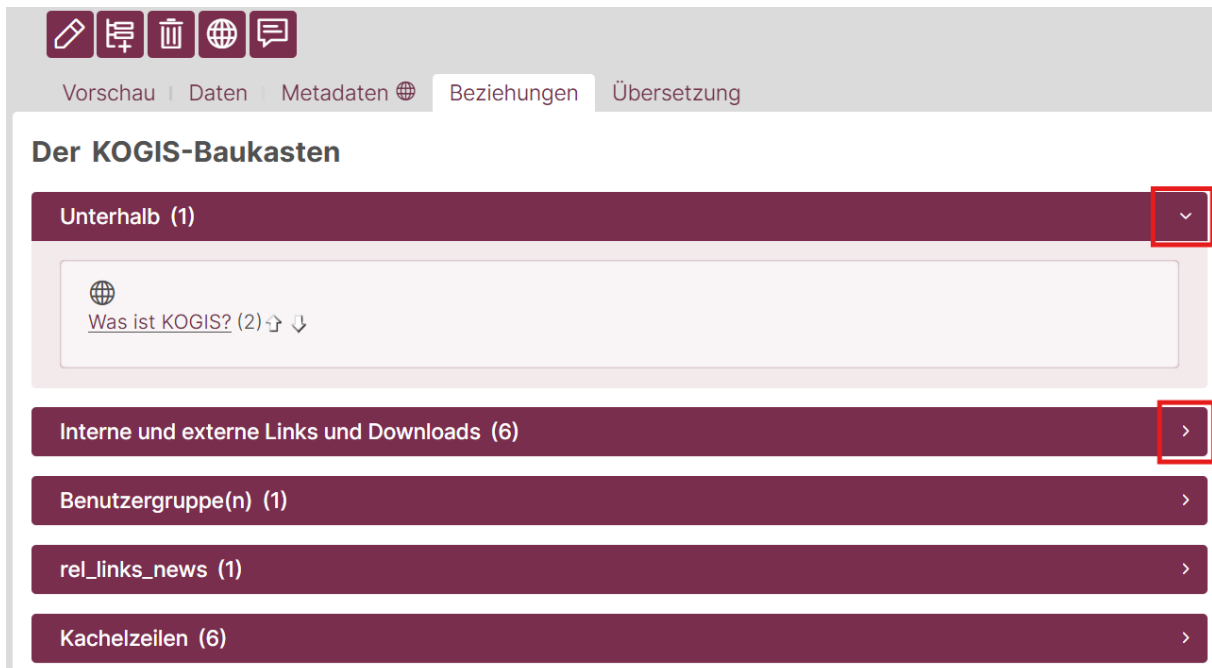 Vorschau Daten Metadaten Beziehungen Übersetzung
Der KOGIS-Baukasten
Unterhalb (1)
Was ist KOGIS? (2)
Interne und externe Links und Downloads (6)
Benutzergruppe(n) (1)
rel_links_news (1)
Kachelzeilen (6)